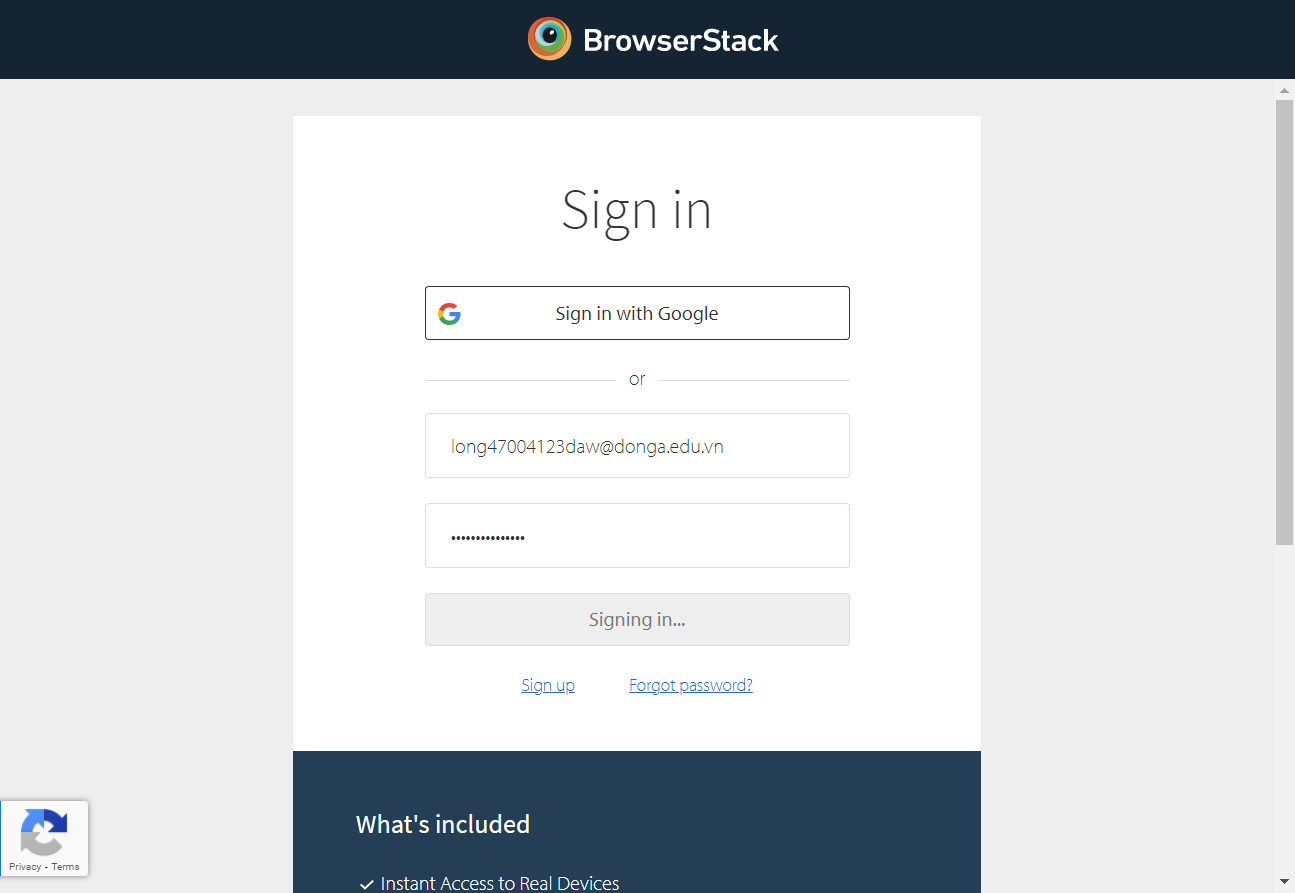 BrowserStack
Sign in
Sign in with Google
or
long47004123daw@donga.edu.vn
•••••••••••••••
Signing in...
Sign up Forgot password?
What's included
Privacy - Terms
✓ Instant Access to Real Devices